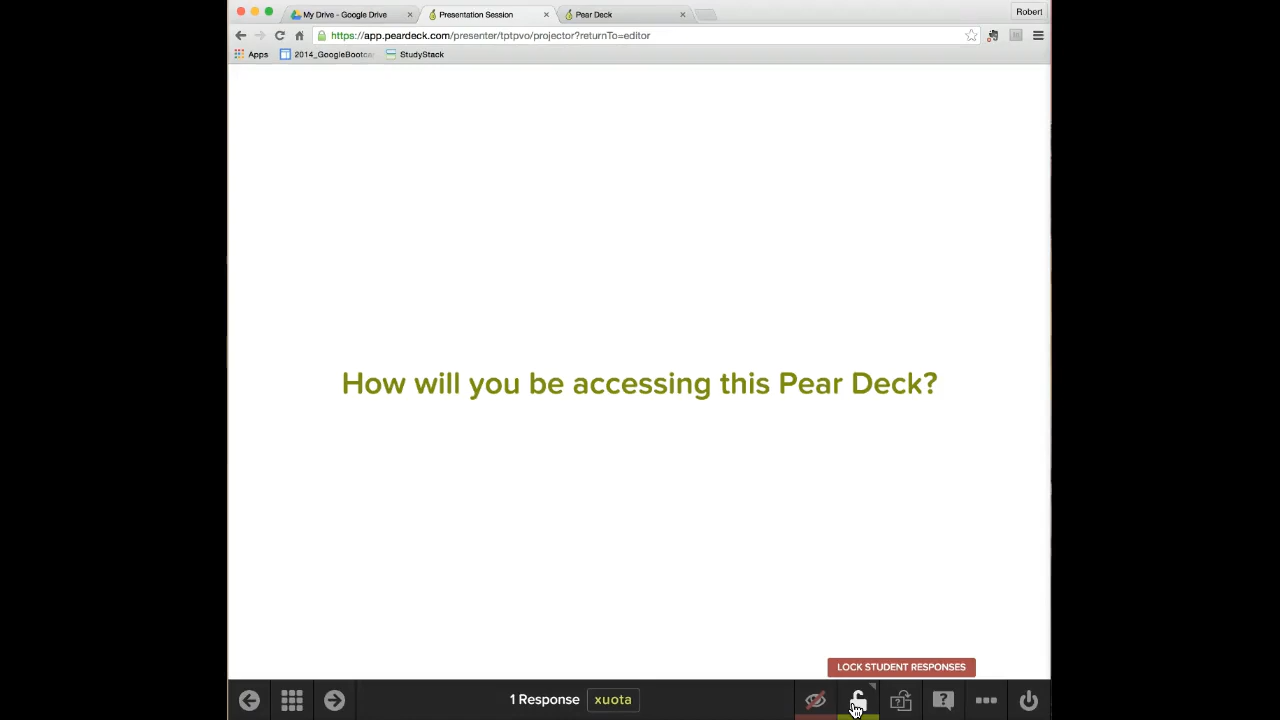 My Drive - Google Drive
Presentation Session
Pear Deck
Robert
https://app.peardeck.com/presenter/tptpvo/projector?returnTo=editor
Apps
2014_GoogleBootca
StudyStack
How will you be accessing this Pear Deck?
LOCK STUDENT RESPONSES
1 Response
xuota